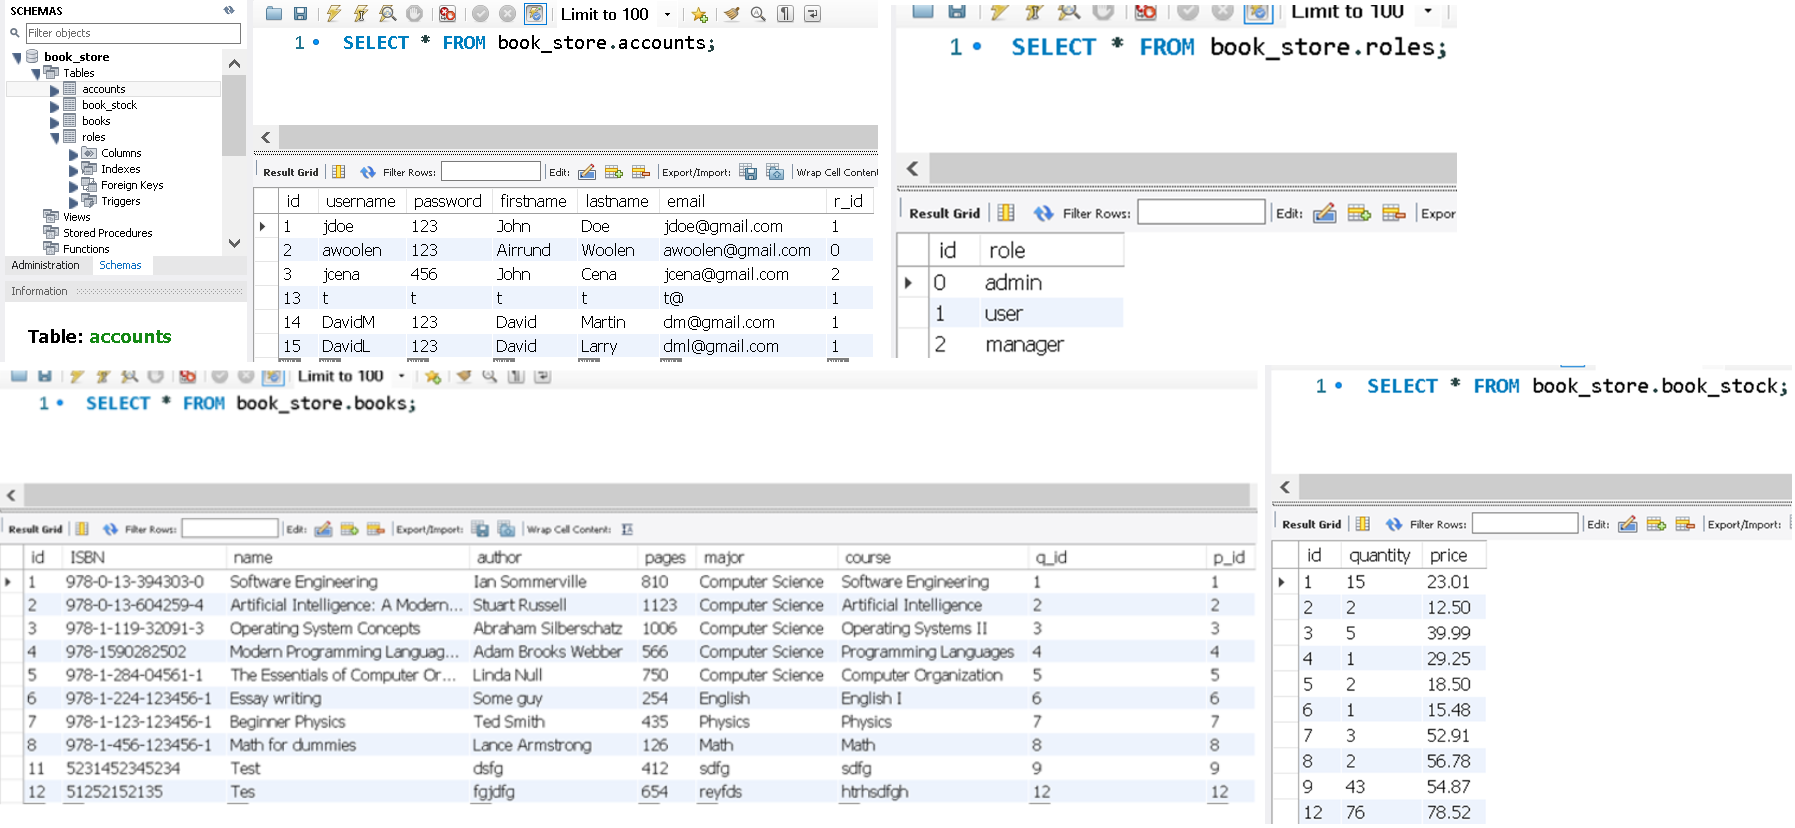 SCHEMAS
Filter objects
book_store
Tables
accounts
book_stock
books
roles
Columns
Indexes
Foreign Keys
Triggers
Views
Stored Procedures
Functions
Administration Schemas
Information
Table: accounts
Limit to 100
1 SELECT * FROM book_store.accounts;
Result Grid Filter Rows: Edit: Export/Import: Wrap Cell Conten
id username password firstname lastname email r_id
1 jdoe 123 John Doe jdoe@gmail.com 1
2 awoolen 123 Airrund Woolen awoolen@gmail.com 0
3 jcena 456 John Cena jcena@gmail.com 2
13 t t t t t@ 1
14 DavidM 123 David Martin dm@gmail.com 1
15 DavidL 123 David Larry dml@gmail.com 1
Limit to 100
1 SELECT * FROM book_store.roles;
Result Grid Filter Rows: Edit: Expor
id role
0 admin
1 user
2 manager
Limit to 100
1 SELECT * FROM book_store.books;
Result Grid Filter Rows: Edit: Export/Import: Wrap Cell Content:
id ISBN name author pages major course q_id p_id
1 978-0-13-394303-0 Software Engineering Ian Sommerville 810 Computer Science Software Engineering 1 1
2 978-0-13-604259-4 Artificial Intelligence: A Modern... Stuart Russell 1123 Computer Science Artificial Intelligence 2 2
3 978-1-119-32091-3 Operating System Concepts Abraham Silberschatz 1006 Computer Science Operating Systems II 3 3
4 978-1590282502 Modern Programming Languag... Adam Brooks Webber 566 Computer Science Programming Languages 4 4
5 978-1-284-04561-1 The Essentials of Computer Or... Linda Null 750 Computer Science Computer Organization 5 5
6 978-1-224-123456-1 Essay writing Some guy 254 English English I 6 6
7 978-1-123-123456-1 Beginner Physics Ted Smith 435 Physics Physics 7 7
8 978-1-456-123456-1 Math for dummies Lance Armstrong 126 Math Math 8 8
11 5231452345234 Test dsfg 412 sdfg sdfg 9 9
12 51252152135 Tes fgjdfg 654 reyfds htrhsdfgh 12 12
1 SELECT * FROM book_store.book_stock;
Result Grid Filter Rows: Edit: Export/Import:
id quantity price
1 15 23.01
2 2 12.50
3 5 39.99
4 1 29.25
5 2 18.50
6 1 15.48
7 3 52.91
8 2 56.78
9 43 54.87
12 76 78.52